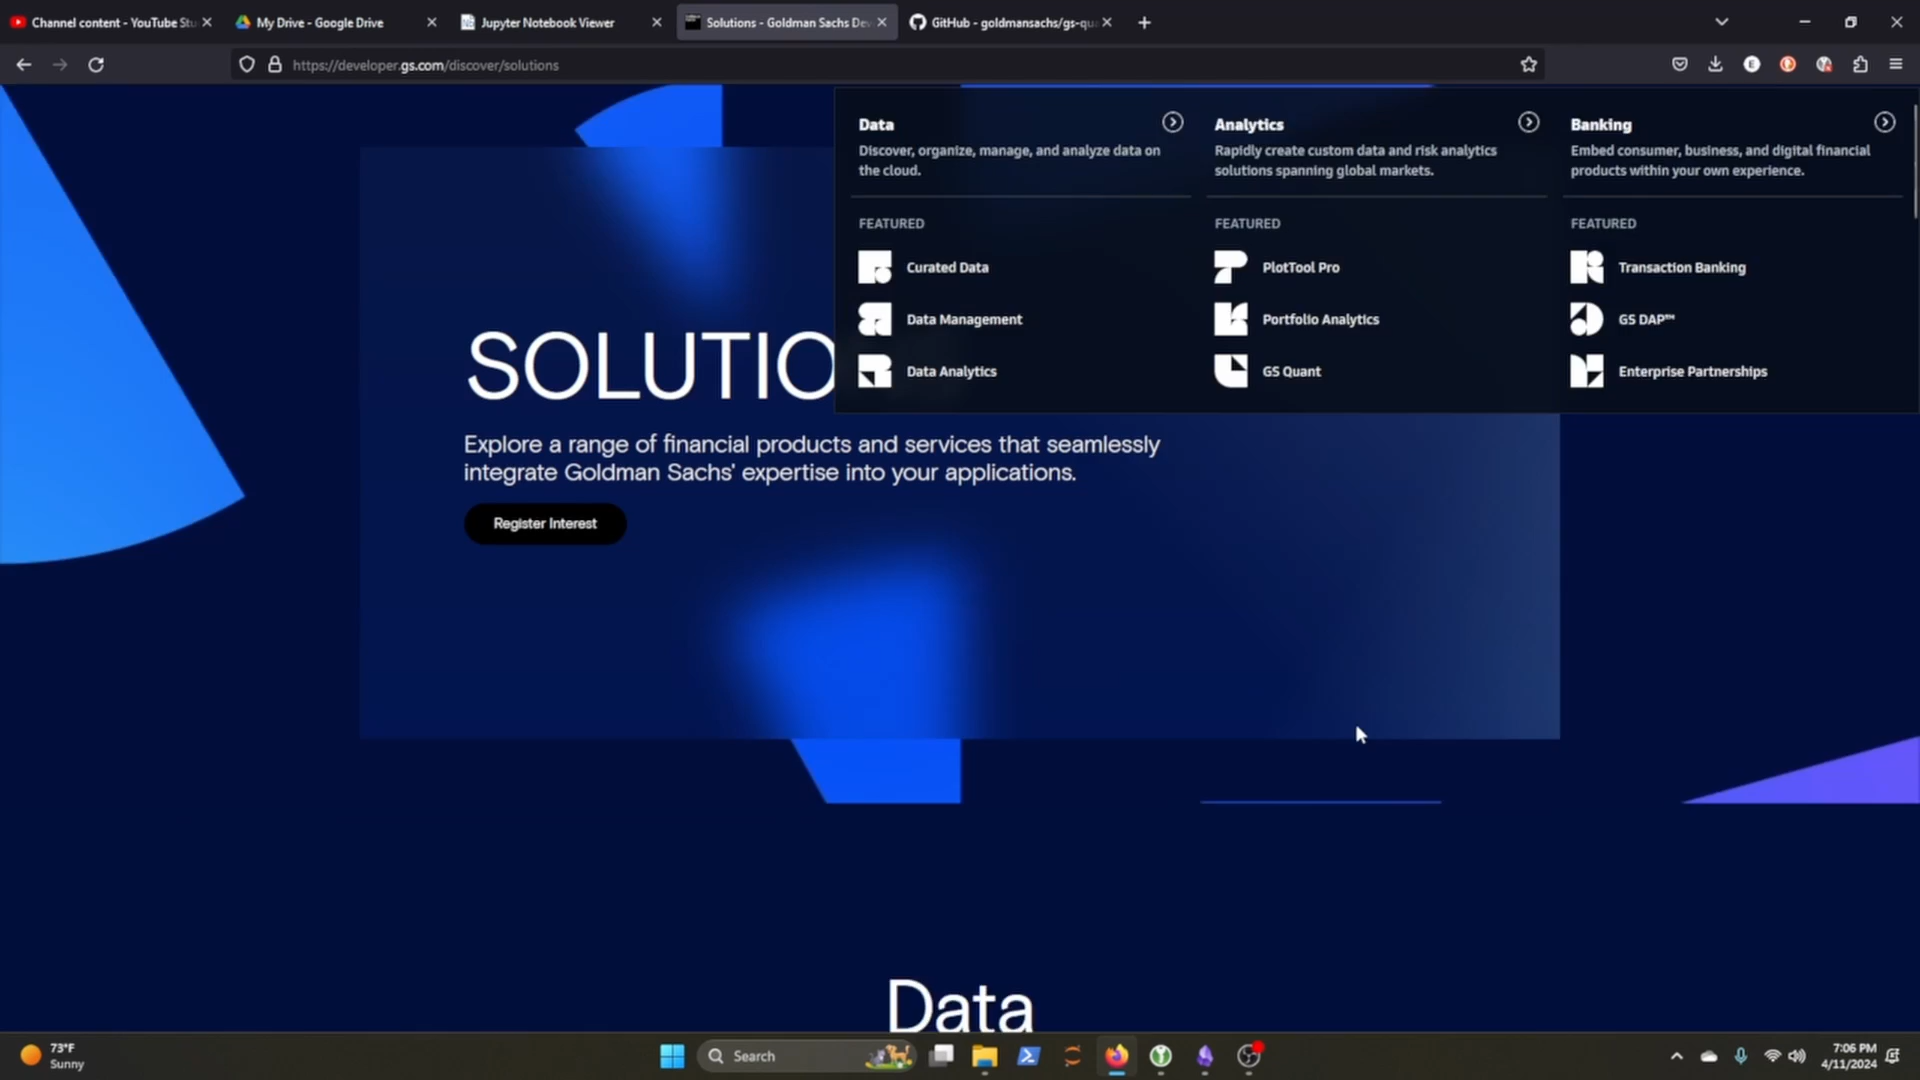 Channel content - YouTube Stu
My Drive - Google Drive
Jupyter Notebook Viewer
Solutions - Goldman Sachs Dev
GitHub - goldmansachs/gs-qua
https://developer.gs.com/discover/solutions
Data
Discover, organize, manage, and analyze data on
the cloud.
FEATURED
Curated Data
Data Management
Data Analytics
Analytics
Rapidly create custom data and risk analytics
solutions spanning global markets.
FEATURED
PlotTool Pro
Portfolio Analytics
GS Quant
Banking
Embed consumer, business, and digital financial
products within your own experience.
FEATURED
Transaction Banking
GS DAP™
Enterprise Partnerships
SOLUTIO
Explore a range of financial products and services that seamlessly
integrate Goldman Sachs' expertise into your applications.
Register Interest
Data
73°F
Sunny
Search
7:06 PM
4/11/2024